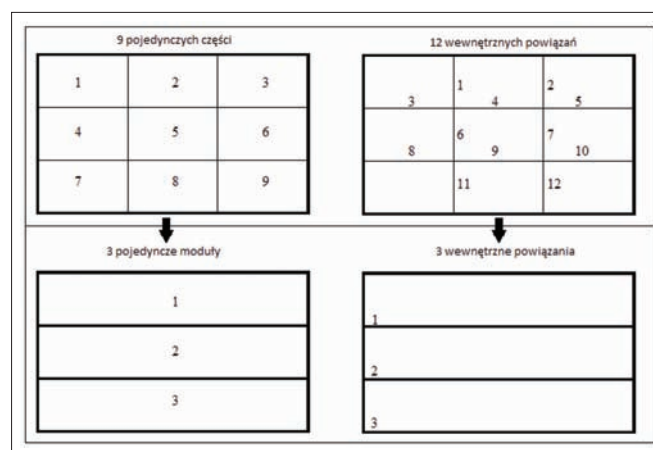 9 pojedynczych części
12 wewnętrznych powiązań
1 2 3
4 5 6
7 8 9
1 2
3 4 5
6 7
8 9 10
11 12
3 pojedyncze moduły
3 wewnętrzne powiązania
1
2
3
1
2
3